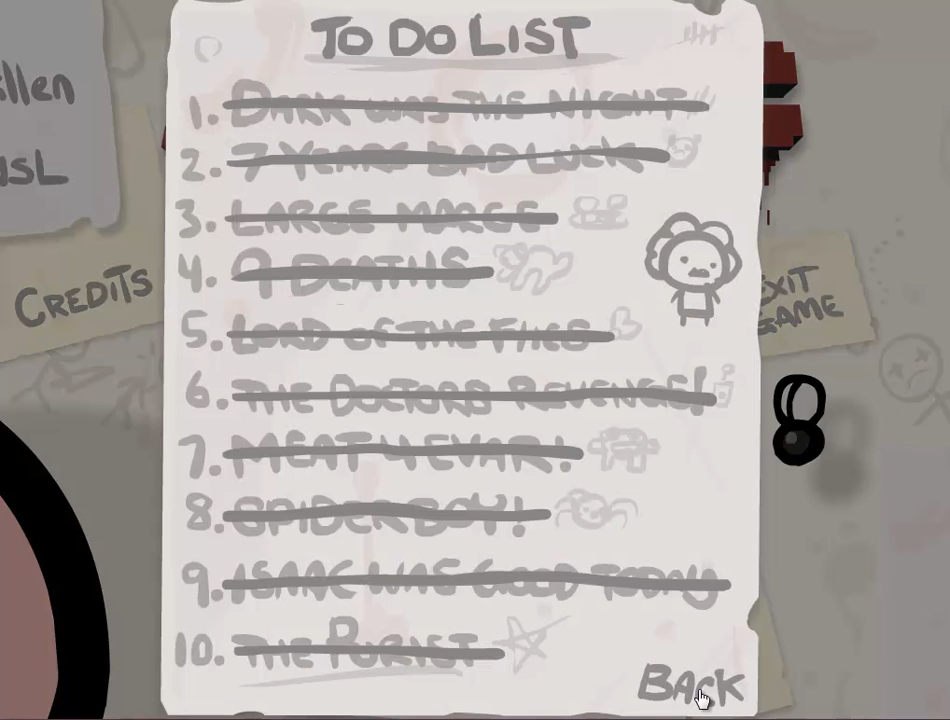 TO DO LIST
1. DARK WAS THE NIGHT
2. 7 YEARS BAD LUCK
3. LARGE MARGE
4. 9 DEATHS
5. LORD OF THE FLIES
6. THE DOCTORS REVENGE!
7. MEAT 4 EVAR!
8. SPIDER BOY!
9. ISAAC WAS GOOD TODAY
10. THE PURIST
BACK
CREDITS
EXIT
GAME